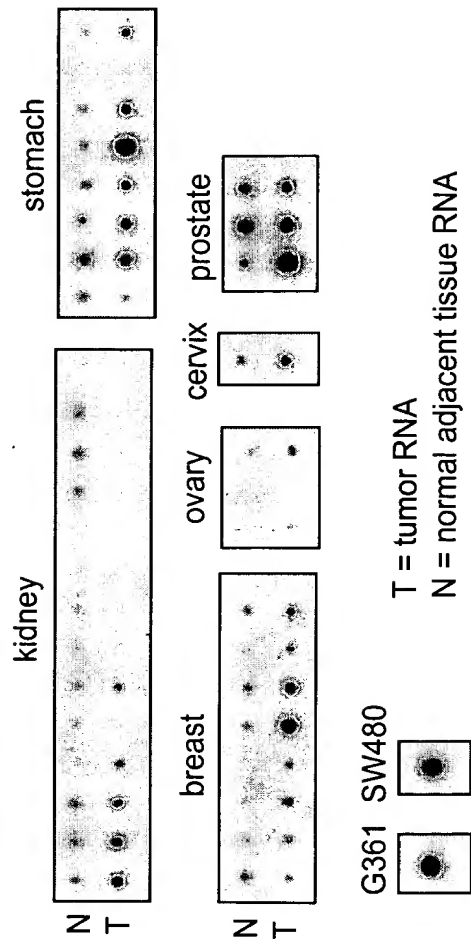 kidney
stomach
N
T
breast
ovary
cervix
prostate
N
T
G361
SW480
T = tumor RNA
N = normal adjacent tissue RNA